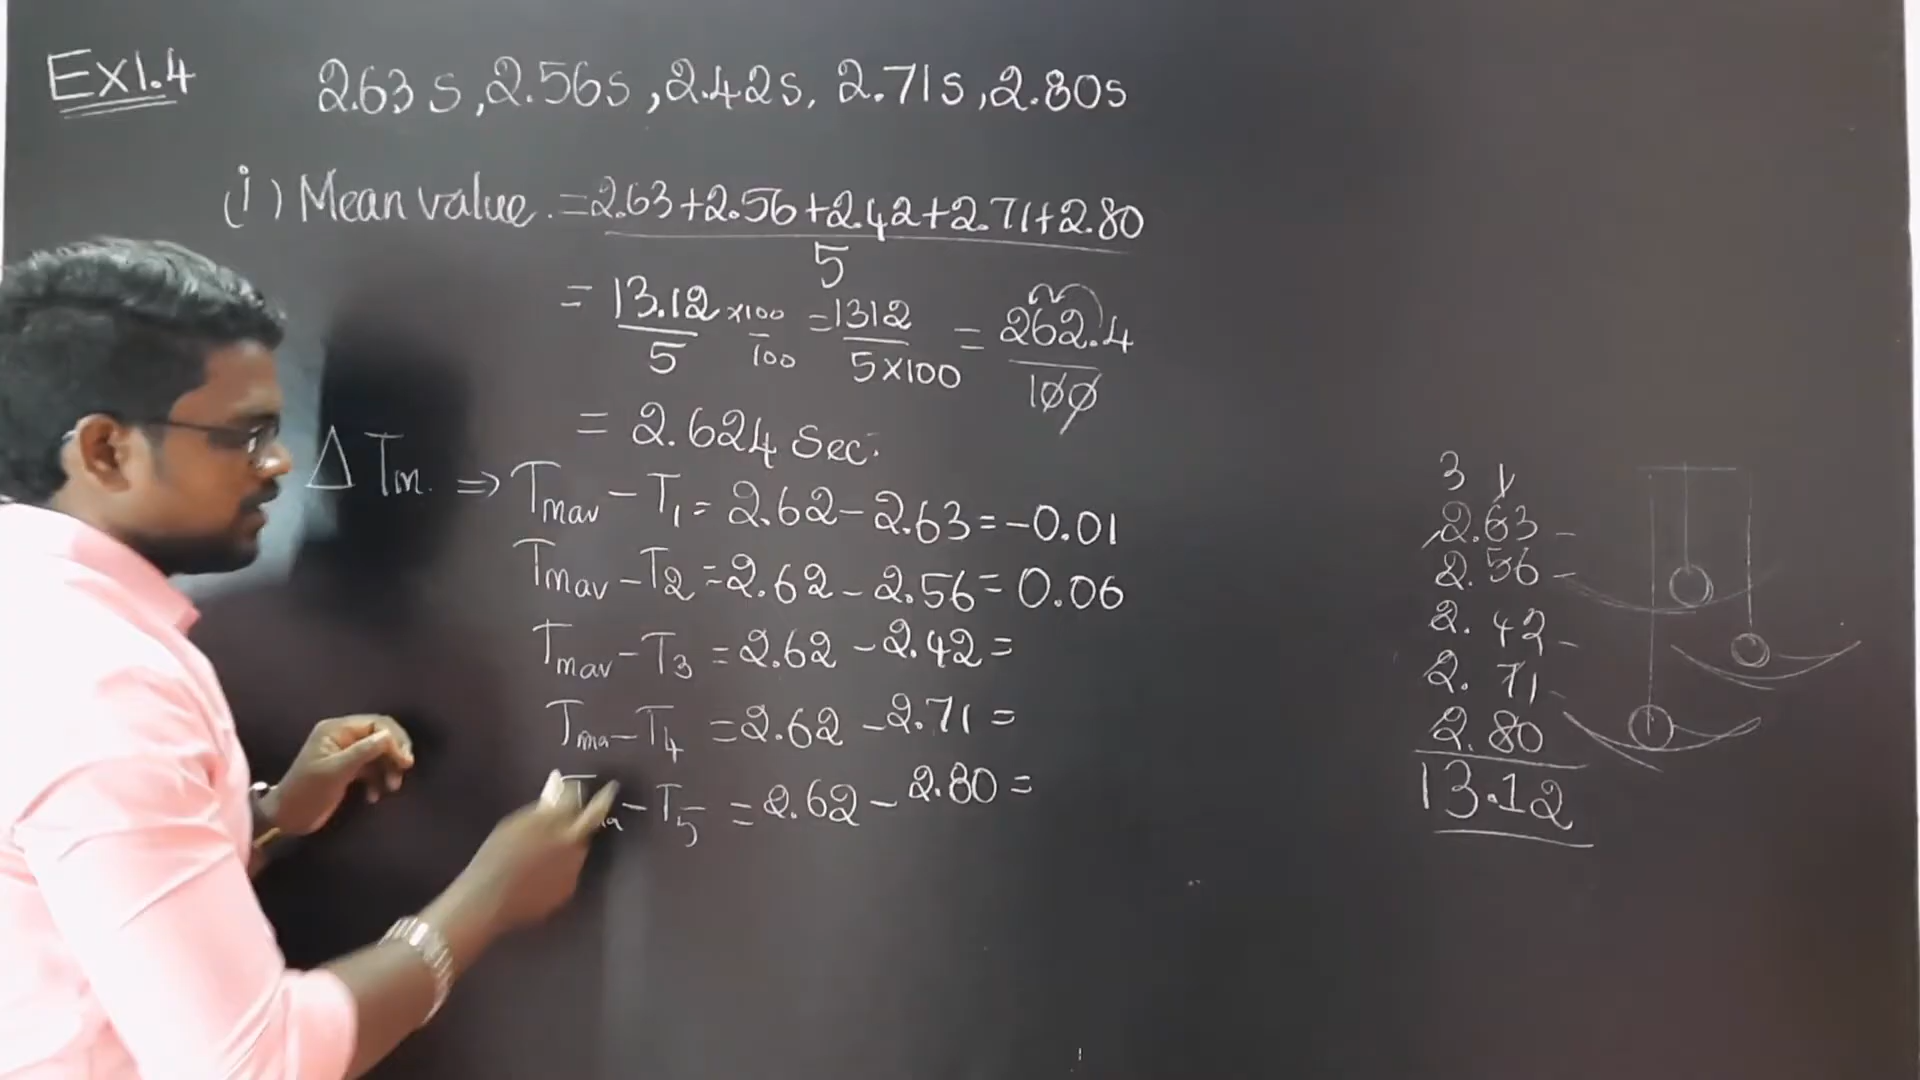 Ex1.4
2.63 s, 2.56s, 2.42s, 2.71s, 2.80s
(i) Mean value. = 2.63+2.56+2.42+2.71+2.80
5
= 13.12/5 ×100/100 = 1312/5×100 = 262.4/100
= 2.624 Sec.
Δ Tm. ⇒ Tmav − T1 = 2.62 − 2.63 = −0.01
Tmav − T2 = 2.62 − 2.56 = 0.06
Tmav − T3 = 2.62 − 2.42 =
Tma − T4 = 2.62 − 2.71 =
− T5 = 2.62 − 2.80 =
2.63 –
2.56 –
2.42 –
2.71 –
2.80
13.12